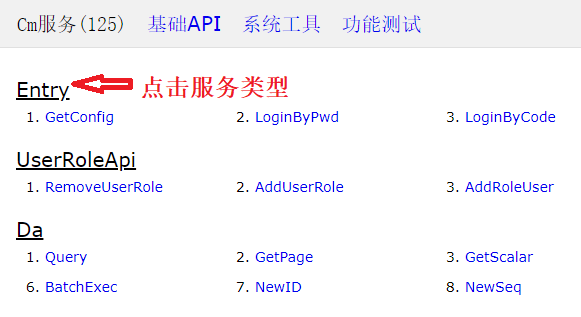 Cm服务(125) 基础API 系统工具 功能测试
Entry 点击服务类型
1. GetConfig 2. LoginByPwd 3. LoginByCode
UserRoleApi
1. RemoveUserRole 2. AddUserRole 3. AddRoleUser
Da
1. Query 2. GetPage 3. GetScalar
6. BatchExec 7. NewID 8. NewSeq